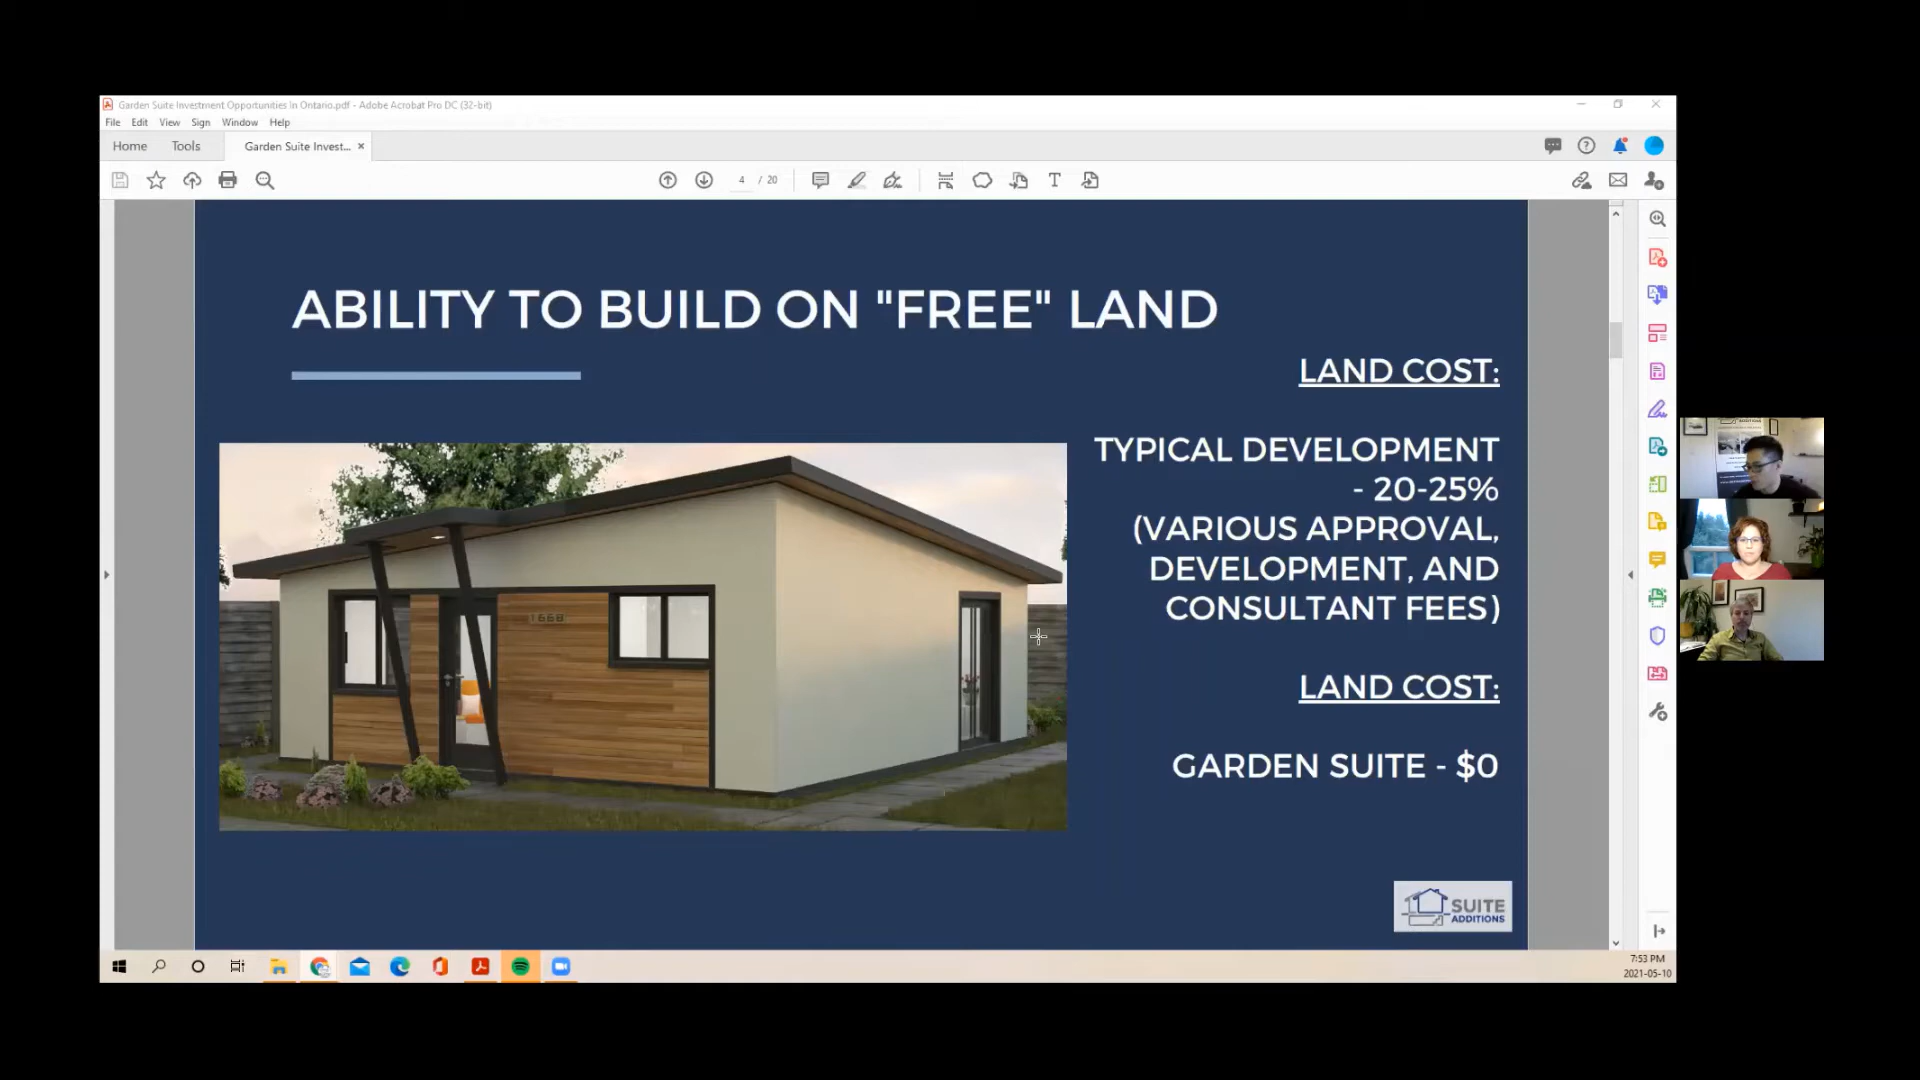 Garden Suite Investment Opportunities In Ontario.pdf - Adobe Acrobat Pro DC (32-bit)
File Edit View Sign Window Help
Home Tools Garden Suite Invest... ×
4 / 20
ABILITY TO BUILD ON "FREE" LAND
LAND COST:
TYPICAL DEVELOPMENT
- 20-25%
(VARIOUS APPROVAL,
DEVELOPMENT, AND
CONSULTANT FEES)
LAND COST:
GARDEN SUITE - $0
1668
SUITE
ADDITIONS
7:53 PM
2021-05-10